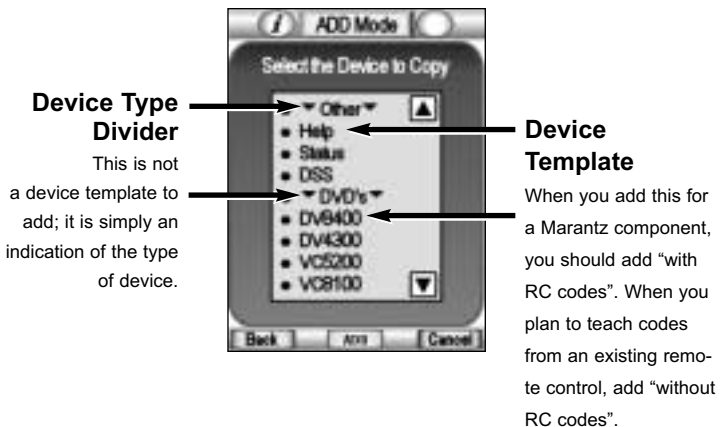 i ADD Mode
Select the Device to Copy
Device Type
Divider
This is not
a device template to
add; it is simply an
indication of the type
of device.
▼ Other ▼
• Help
• Status
• DSS
▼ DVD's ▼
• DV8400
• DV4300
• VC5200
• VC8100
Back
Cancel
Device
Template
When you add this for
a Marantz component,
you should add “with
RC codes”. When you
plan to teach codes
from an existing remo-
te control, add “without
RC codes”.